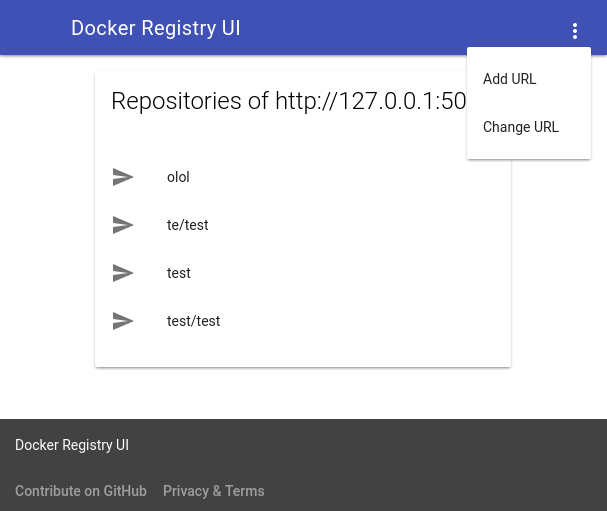 Docker Registry UI
Add URL
Change URL
Repositories of http://127.0.0.1:50
olol
te/test
test
test/test
Docker Registry UI
Contribute on GitHub Privacy & Terms